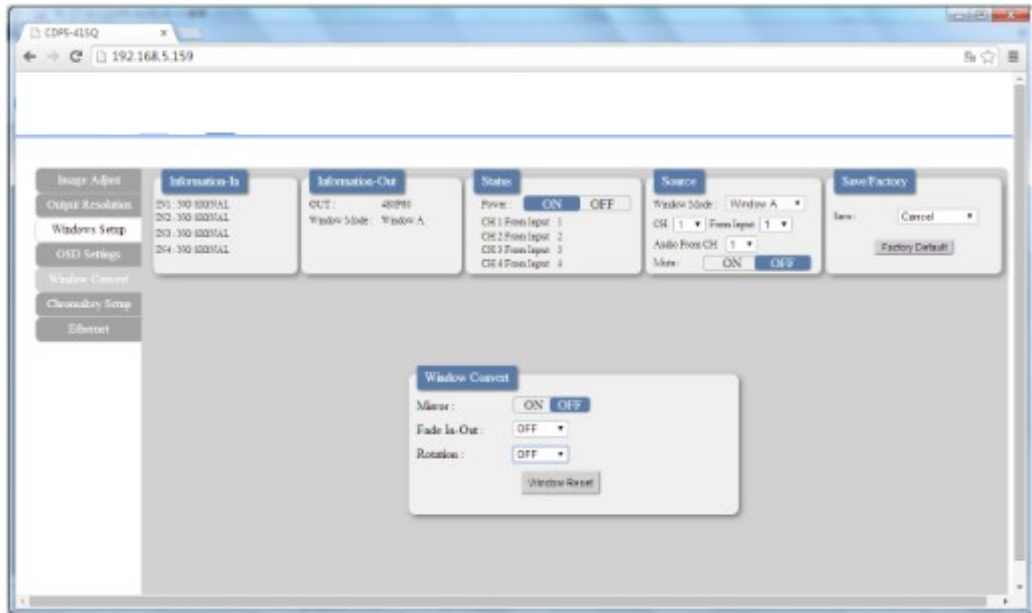 CDPS-41SQ
192.168.5.159
Image Adjust
Output Resolution
Windows Setup
OSD Settings
Window Convert
Chromakey Setup
Ethernet
Information-In
IN1: NO SIGNAL
IN2: NO SIGNAL
IN3: NO SIGNAL
IN4: NO SIGNAL
Information-Out
OUT : 480P60
Window Mode : Window A
Status
Power : ON OFF
CH 1 From Input 1
CH 2 From Input 2
CH 3 From Input 3
CH 4 From Input 4
Source
Window Mode : Window A
CH 1 From Input 1
Audio From CH 1
Mute : ON OFF
Save/Factory
Save : Cancel
Factory Default
Window Convert
Mirror : ON OFF
Fade In-Out : OFF
Rotation : OFF
Window Reset